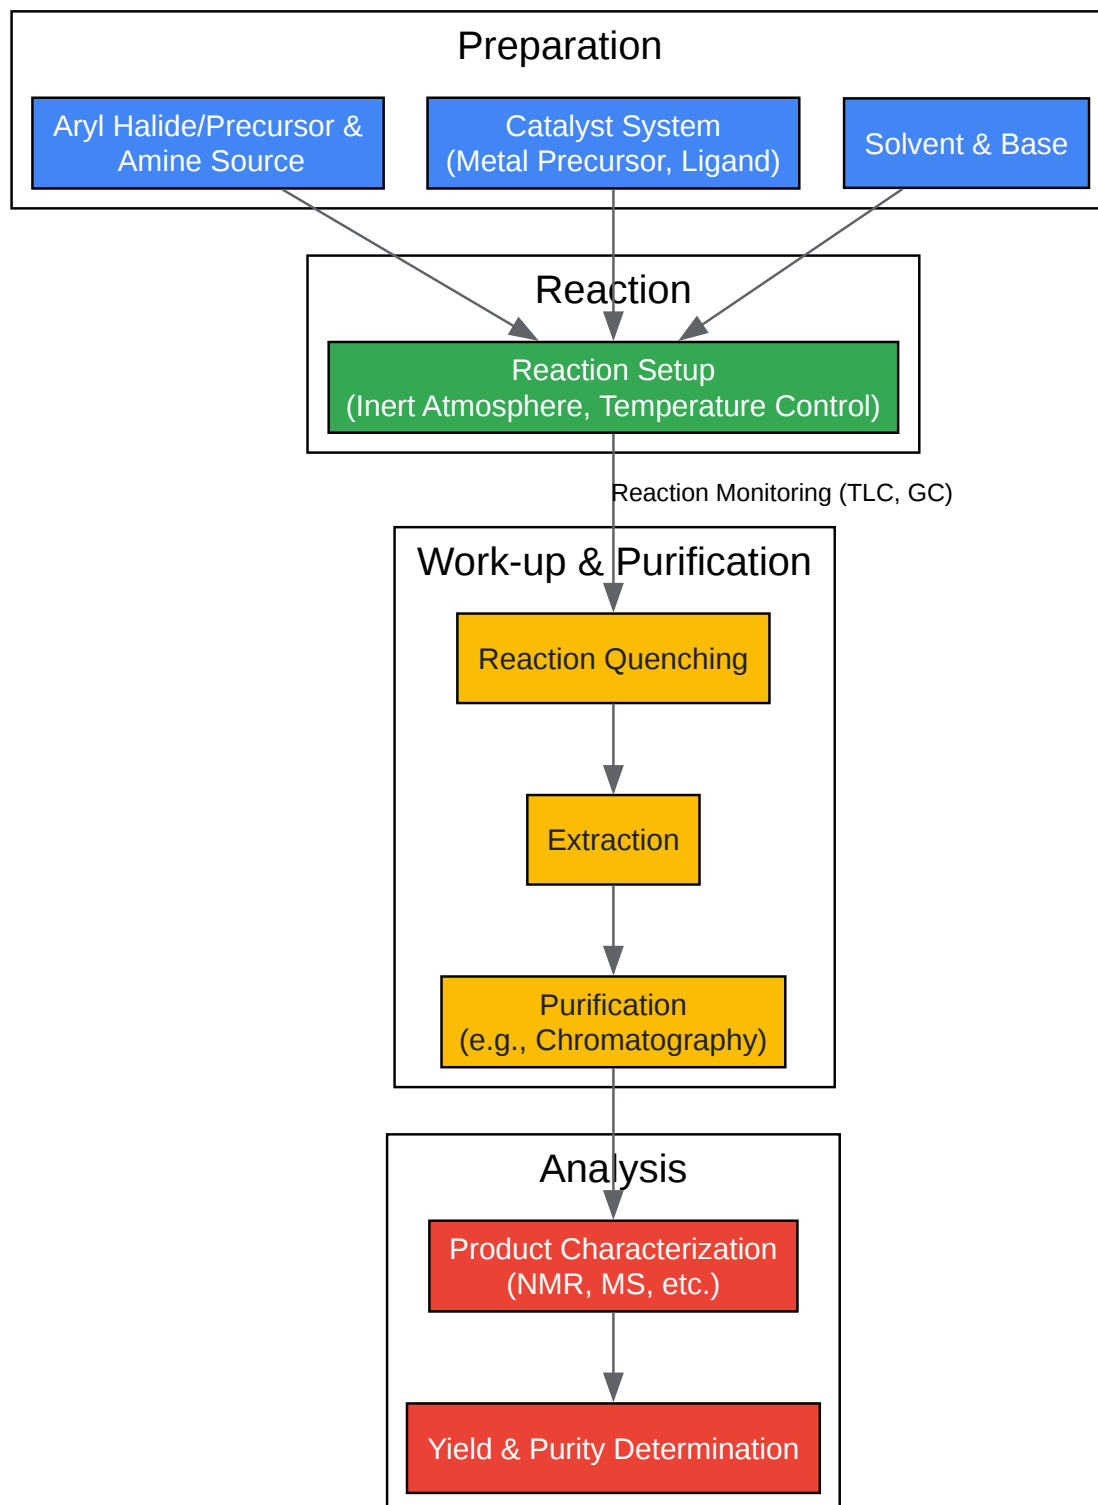 Preparation
Aryl Halide/Precursor &
Amine Source
Catalyst System
(Metal Precursor, Ligand)
Solvent & Base
Reaction
Reaction Setup
(Inert Atmosphere, Temperature Control)
Reaction Monitoring (TLC, GC)
Work-up & Purification
Reaction Quenching
Extraction
Purification
(e.g., Chromatography)
Analysis
Product Characterization
(NMR, MS, etc.)
Yield & Purity Determination